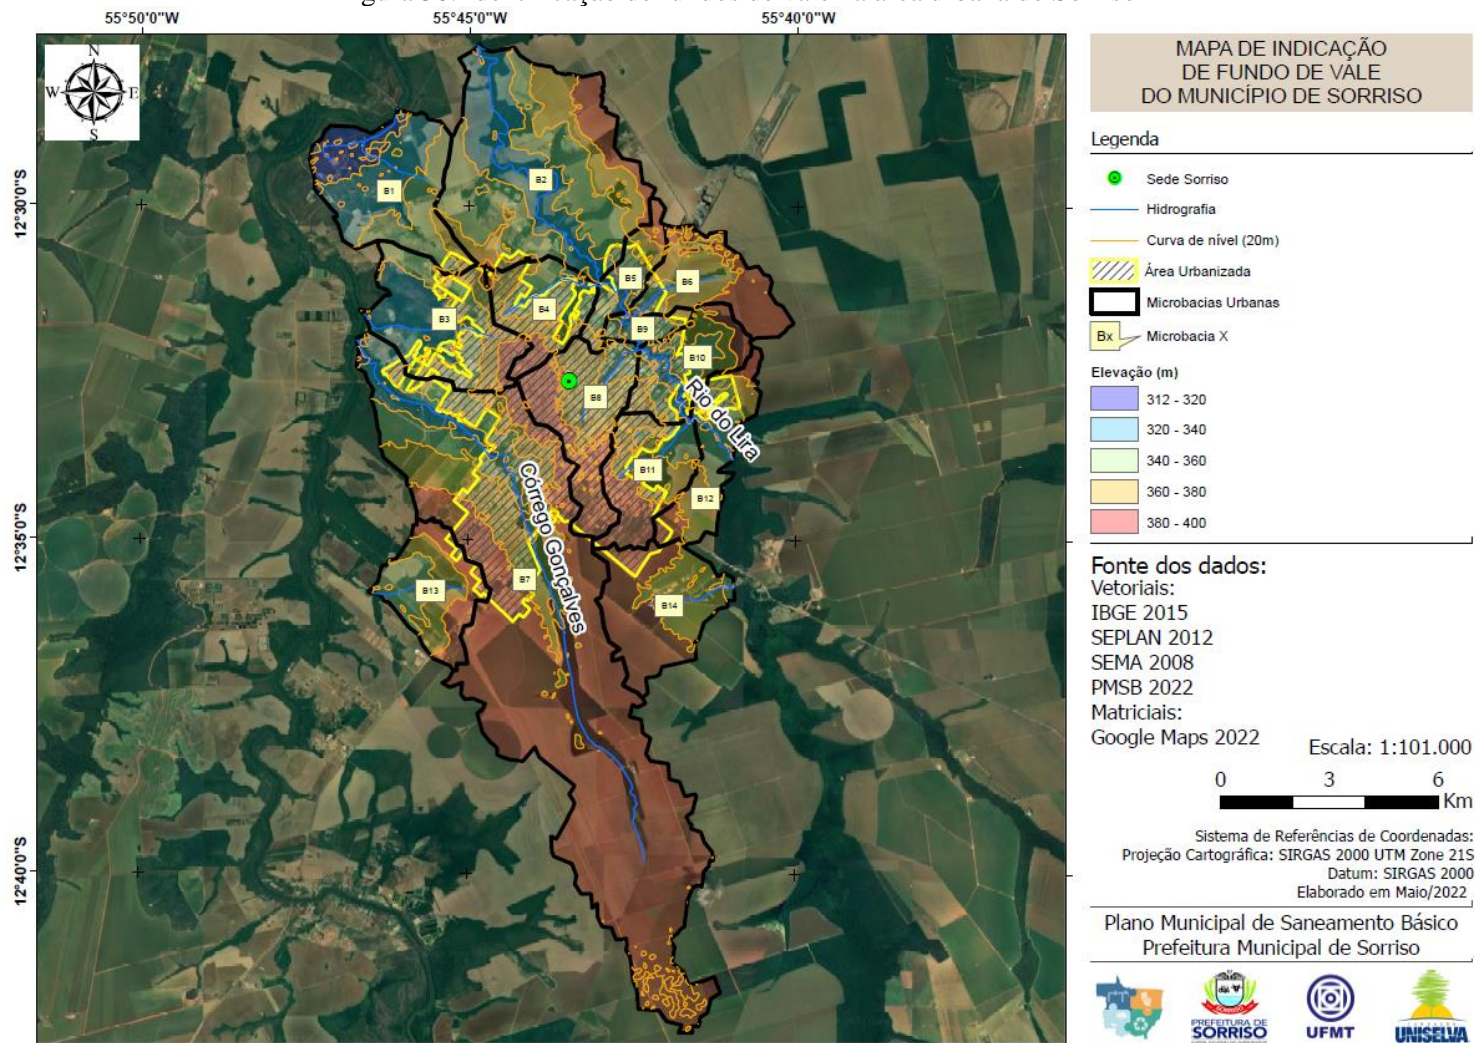 55°50'0"W
55°45'0"W
55°40'0"W
12°30'0"S
12°35'0"S
12°40'0"S
N
W
E
S
B1
B2
B3
B4
B5
B6
B9
B10
B8
B11
B12
B7
B13
B14
Rio do Lira
Córrego Gonçalves
MAPA DE INDICAÇÃO
DE FUNDO DE VALE
DO MUNICÍPIO DE SORRISO
Legenda
Sede Sorriso
Hidrografia
Curva de nível (20m)
Área Urbanizada
Microbacias Urbanas
Bx Microbacia X
Elevação (m)
312 - 320
320 - 340
340 - 360
360 - 380
380 - 400
Fonte dos dados:
Vetoriais:
IBGE 2015
SEPLAN 2012
SEMA 2008
PMSB 2022
Matriciais:
Google Maps 2022
Escala: 1:101.000
0 3 6
Km
Sistema de Referências de Coordenadas:
Projeção Cartográfica: SIRGAS 2000 UTM Zone 21S
Datum: SIRGAS 2000
Elaborado em Maio/2022
Plano Municipal de Saneamento Básico
Prefeitura Municipal de Sorriso
PREFEITURA DE
SORRISO
UFMT
UNISELVA